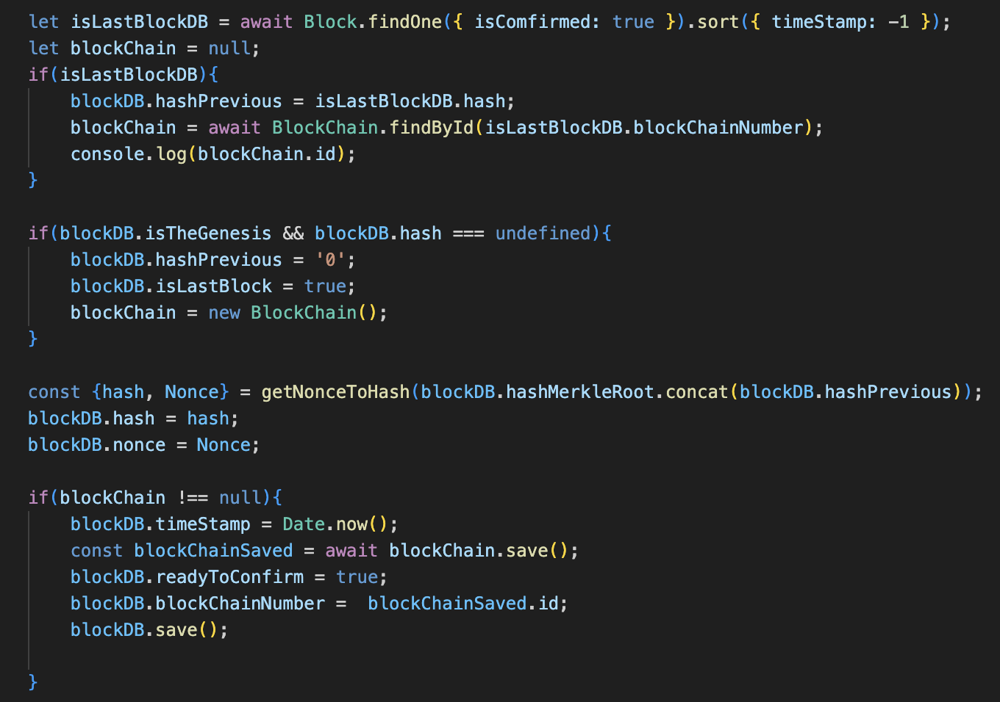 let isLastBlockDB = await Block.findOne({ isComfirmed: true }).sort({ timeStamp: -1 });
let blockChain = null;
if(isLastBlockDB){
    blockDB.hashPrevious = isLastBlockDB.hash;
    blockChain = await BlockChain.findById(isLastBlockDB.blockChainNumber);
    console.log(blockChain.id);
}

if(blockDB.isTheGenesis && blockDB.hash === undefined){
    blockDB.hashPrevious = '0';
    blockDB.isLastBlock = true;
    blockChain = new BlockChain();
}

const {hash, Nonce} = getNonceToHash(blockDB.hashMerkleRoot.concat(blockDB.hashPrevious));
blockDB.hash = hash;
blockDB.nonce = Nonce;

if(blockChain !== null){
    blockDB.timeStamp = Date.now();
    const blockChainSaved = await blockChain.save();
    blockDB.readyToConfirm = true;
    blockDB.blockChainNumber =  blockChainSaved.id;
    blockDB.save();

}